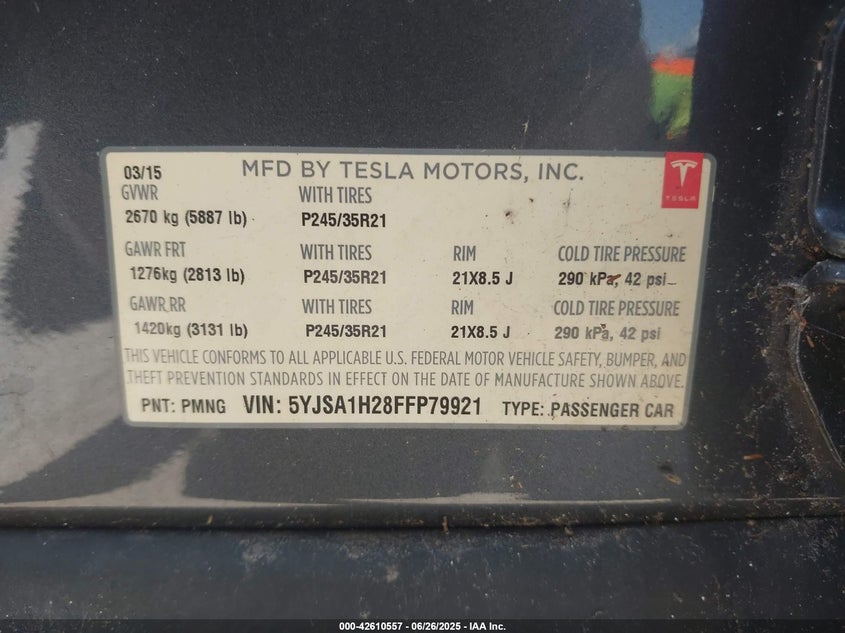 03/15 MFD BY TESLA MOTORS, INC.
TESLA
GVWR WITH TIRES
2670 kg (5887 lb) P245/35R21
GAWR FRT WITH TIRES RIM COLD TIRE PRESSURE
1276kg (2813 lb) P245/35R21 21X8.5 J 290 kPa, 42 psi
GAWR RR WITH TIRES RIM COLD TIRE PRESSURE
1420kg (3131 lb) P245/35R21 21X8.5 J 290 kPa, 42 psi
THIS VEHICLE CONFORMS TO ALL APPLICABLE U.S. FEDERAL MOTOR VEHICLE SAFETY, BUMPER, AND
THEFT PREVENTION STANDARDS IN EFFECT ON THE DATE OF MANUFACTURE SHOWN ABOVE.
PNT: PMNG VIN: 5YJSA1H28FFP79921 TYPE: PASSENGER CAR
000-42610557 - 06/26/2025 - IAA Inc.